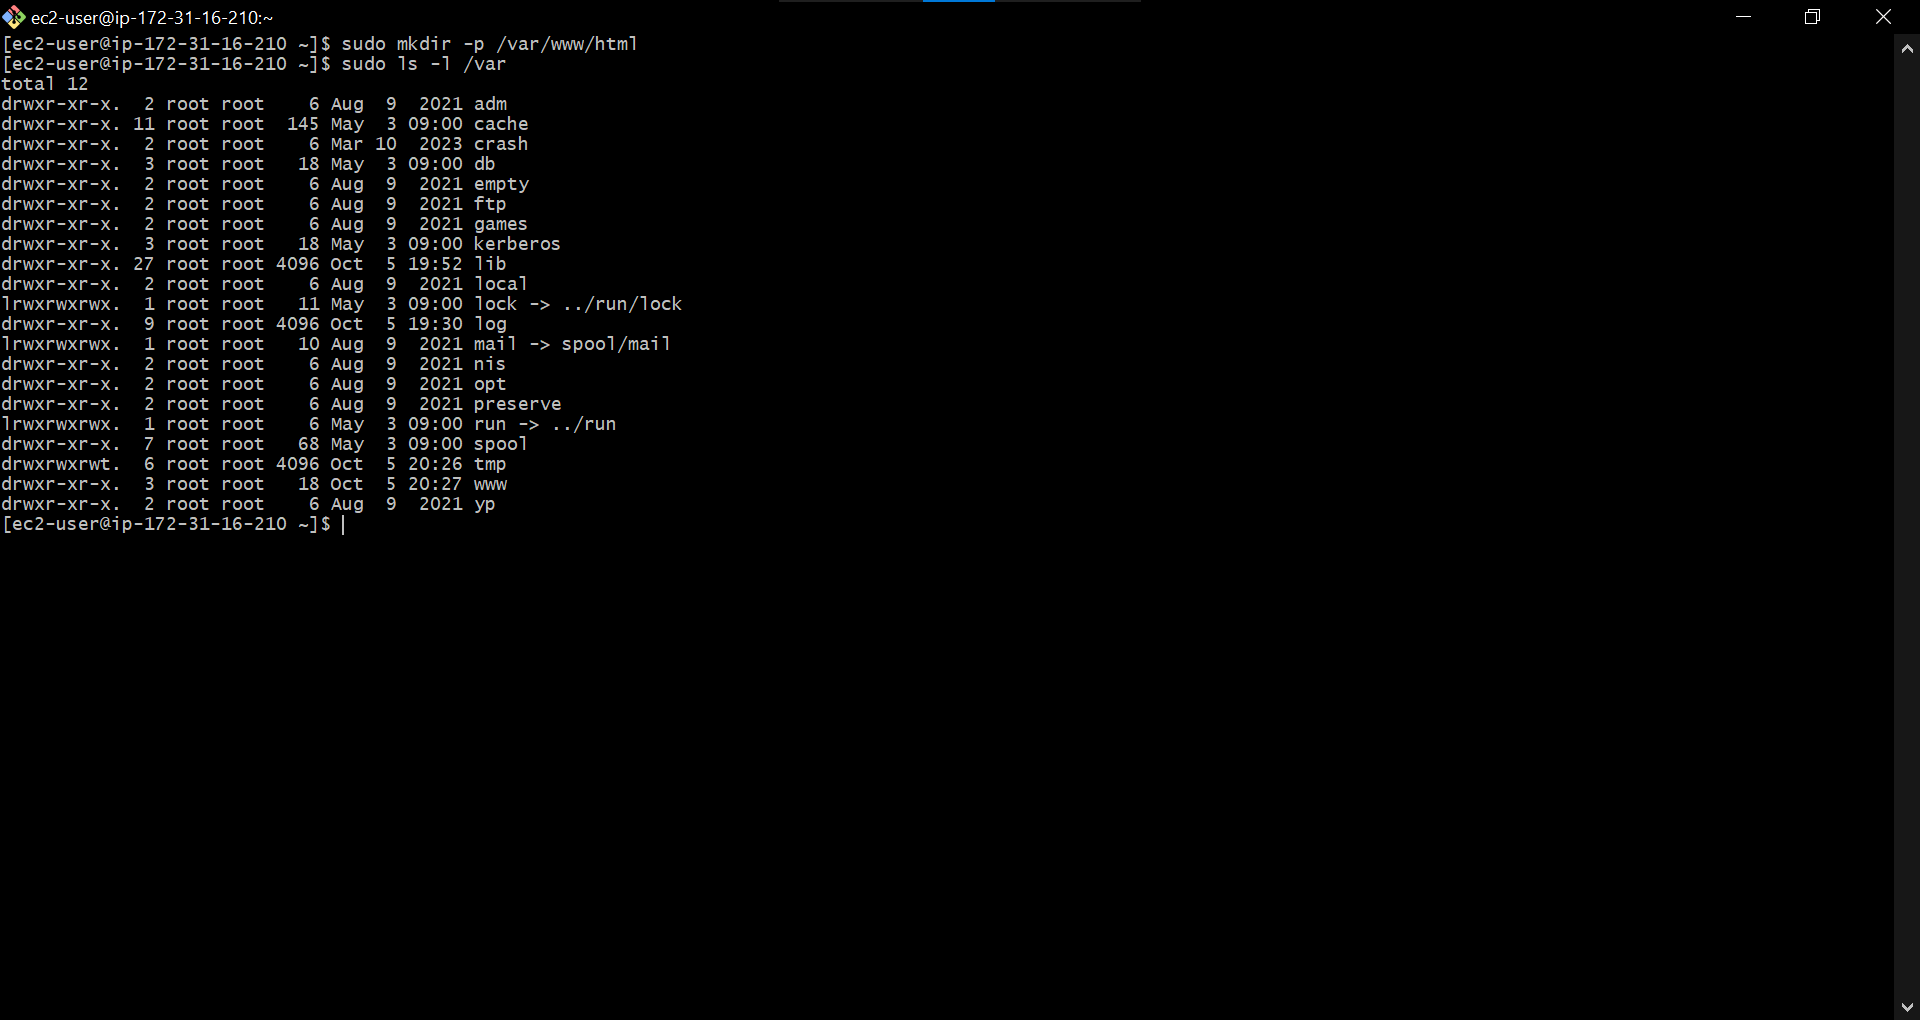 ec2-user@ip-172-31-16-210:~
[ec2-user@ip-172-31-16-210 ~]$ sudo mkdir -p /var/www/html
[ec2-user@ip-172-31-16-210 ~]$ sudo ls -l /var
total 12
drwxr-xr-x.  2 root root    6 Aug  9  2021 adm
drwxr-xr-x. 11 root root  145 May  3 09:00 cache
drwxr-xr-x.  2 root root    6 Mar 10  2023 crash
drwxr-xr-x.  3 root root   18 May  3 09:00 db
drwxr-xr-x.  2 root root    6 Aug  9  2021 empty
drwxr-xr-x.  2 root root    6 Aug  9  2021 ftp
drwxr-xr-x.  2 root root    6 Aug  9  2021 games
drwxr-xr-x.  3 root root   18 May  3 09:00 kerberos
drwxr-xr-x. 27 root root 4096 Oct  5 19:52 lib
drwxr-xr-x.  2 root root    6 Aug  9  2021 local
lrwxrwxrwx.  1 root root   11 May  3 09:00 lock -> ../run/lock
drwxr-xr-x.  9 root root 4096 Oct  5 19:30 log
lrwxrwxrwx.  1 root root   10 Aug  9  2021 mail -> spool/mail
drwxr-xr-x.  2 root root    6 Aug  9  2021 nis
drwxr-xr-x.  2 root root    6 Aug  9  2021 opt
drwxr-xr-x.  2 root root    6 Aug  9  2021 preserve
lrwxrwxrwx.  1 root root    6 May  3 09:00 run -> ../run
drwxr-xr-x.  7 root root   68 May  3 09:00 spool
drwxrwxrwt.  6 root root 4096 Oct  5 20:26 tmp
drwxr-xr-x.  3 root root   18 Oct  5 20:27 www
drwxr-xr-x.  2 root root    6 Aug  9  2021 yp
[ec2-user@ip-172-31-16-210 ~]$